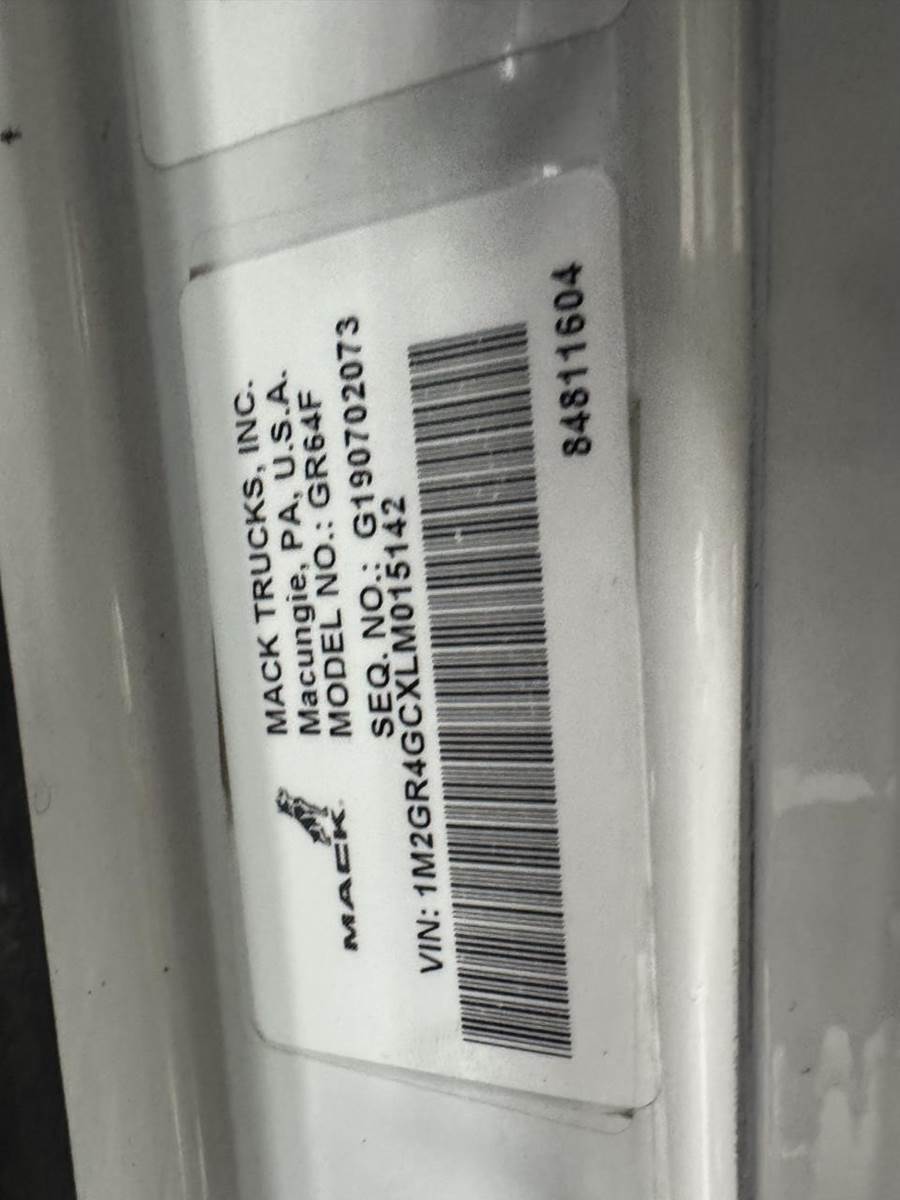 MACK TRUCKS, INC.
Macungie, PA, U.S.A.
MODEL NO.: GR64F
SEQ. NO.: G190702073
MACK
VIN: 1M2GR4GCXLM015142
84811604